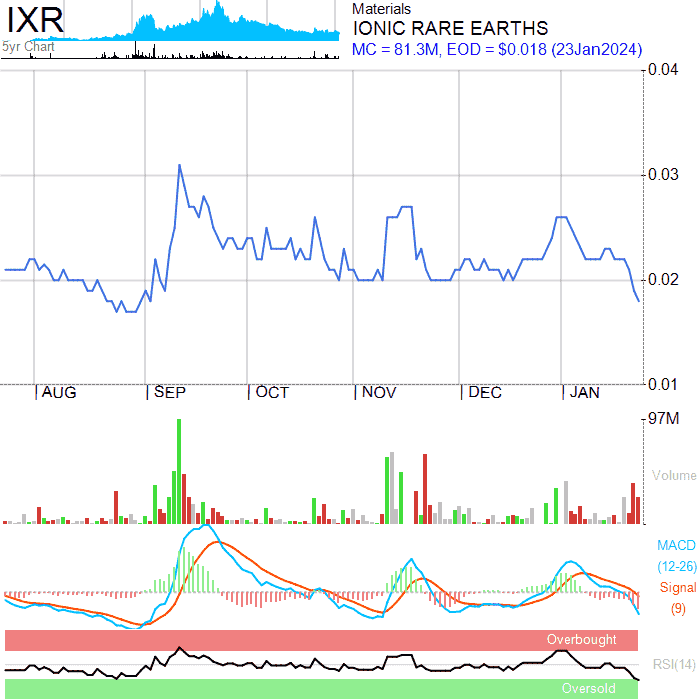 IXR
5yr Chart
Materials
IONIC RARE EARTHS
MC = 81.3M, EOD = $0.018 (23Jan2024)
0.04
0.03
0.02
0.01
AUG SEP OCT NOV DEC JAN
97M
Volume
MACD
(12-26)
Signal
(9)
Overbought
RSI(14)
Oversold